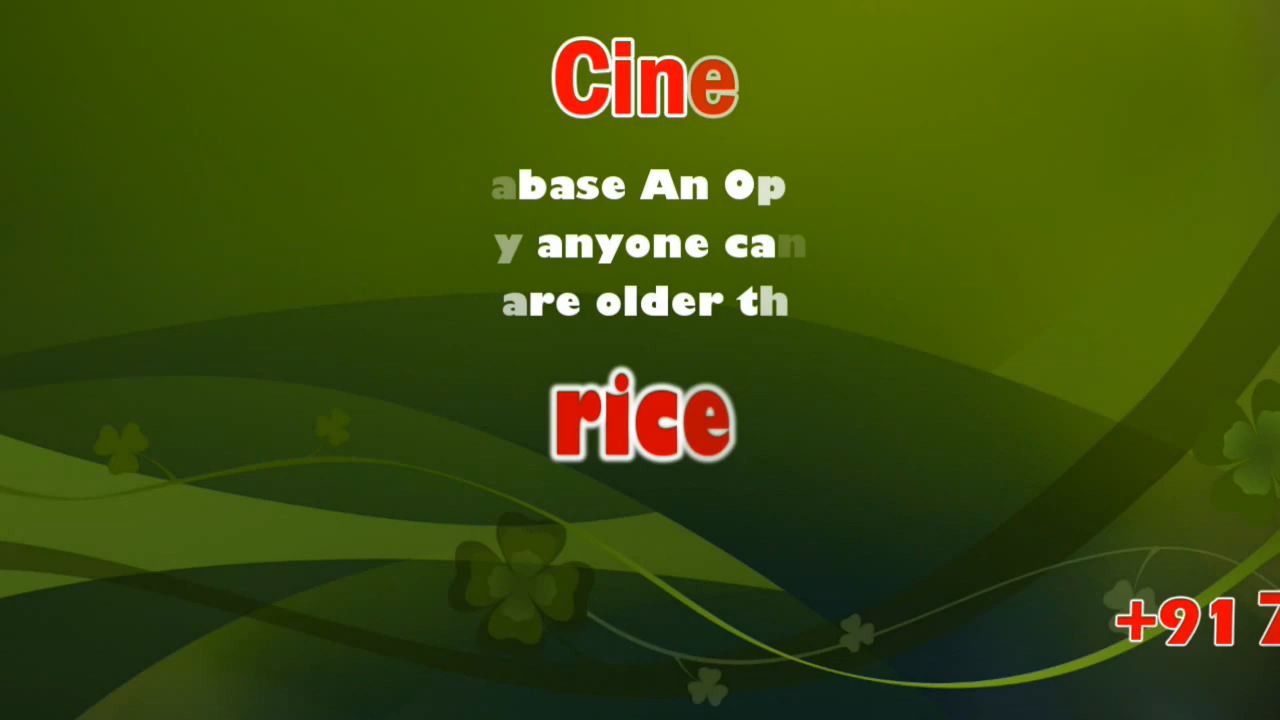 Cine
abase An Op
y anyone can
are older th
rice
+91 7